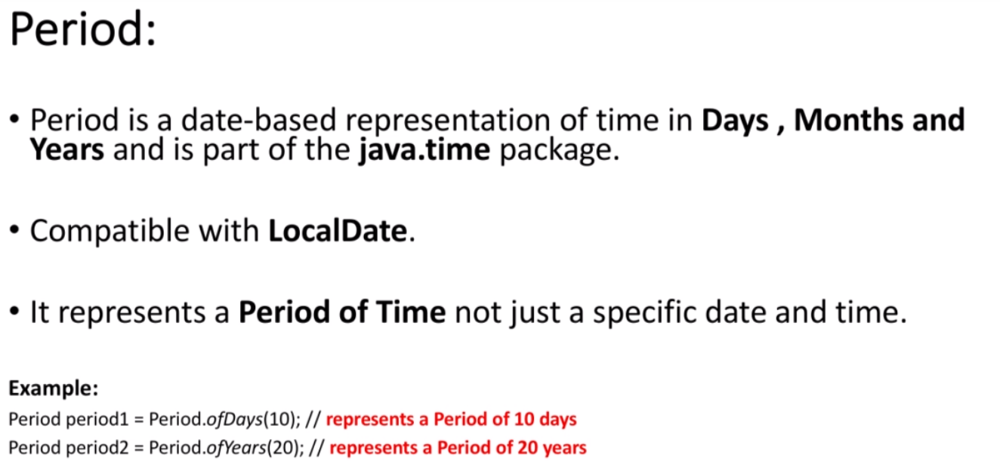 Period:
• Period is a date-based representation of time in Days , Months and
Years and is part of the java.time package.
• Compatible with LocalDate.
• It represents a Period of Time not just a specific date and time.
Example:
Period period1 = Period.ofDays(10); // represents a Period of 10 days
Period period2 = Period.ofYears(20); // represents a Period of 20 years